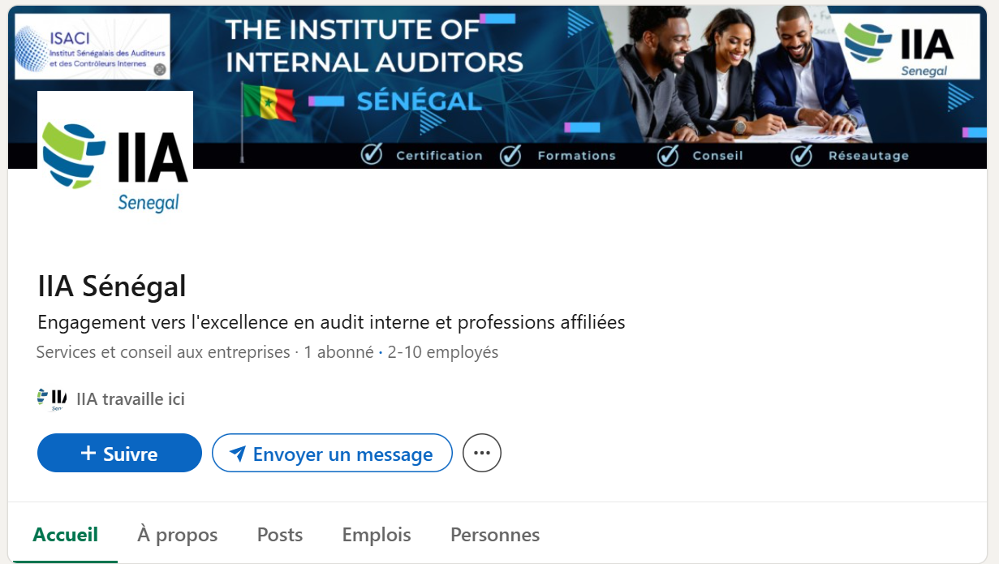 ISACI
Institut Sénégalais des Auditeurs
et des Contrôleurs Internes
THE INSTITUTE OF
INTERNAL AUDITORS
SÉNÉGAL
IIA
Senegal
Certification
Formations
Conseil
Réseautage
IIA
Senegal
IIA Sénégal
Engagement vers l'excellence en audit interne et professions affiliées
Services et conseil aux entreprises · 1 abonné · 2-10 employés
IIA travaille ici
+ Suivre
Envoyer un message
Accueil
À propos
Posts
Emplois
Personnes